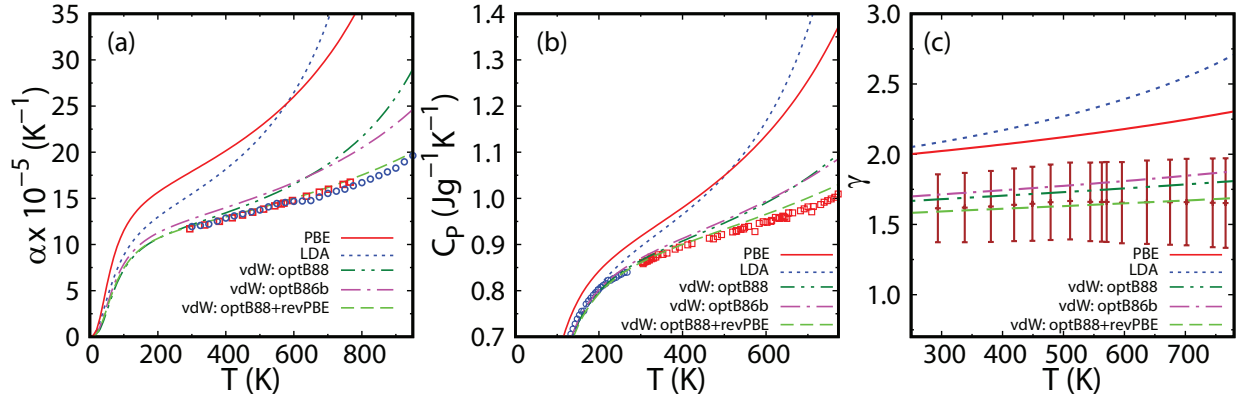 (a)
α x 10⁻⁵ (K⁻¹)
35
30
25
20
15
10
5
0
0 200 400 600 800
T (K)
PBE
LDA
vdW: optB88
vdW: optB86b
vdW: optB88+revPBE
(b)
C_P (Jg⁻¹K⁻¹)
1.4
1.3
1.2
1.1
1.0
0.9
0.8
0.7
0 200 400 600
T (K)
PBE
LDA
vdW: optB88
vdW: optB86b
vdW: optB88+revPBE
(c)
γ
3.0
2.5
2.0
1.5
1.0
300 400 500 600 700
T (K)
PBE
LDA
vdW: optB88
vdW: optB86b
vdW: optB88+revPBE